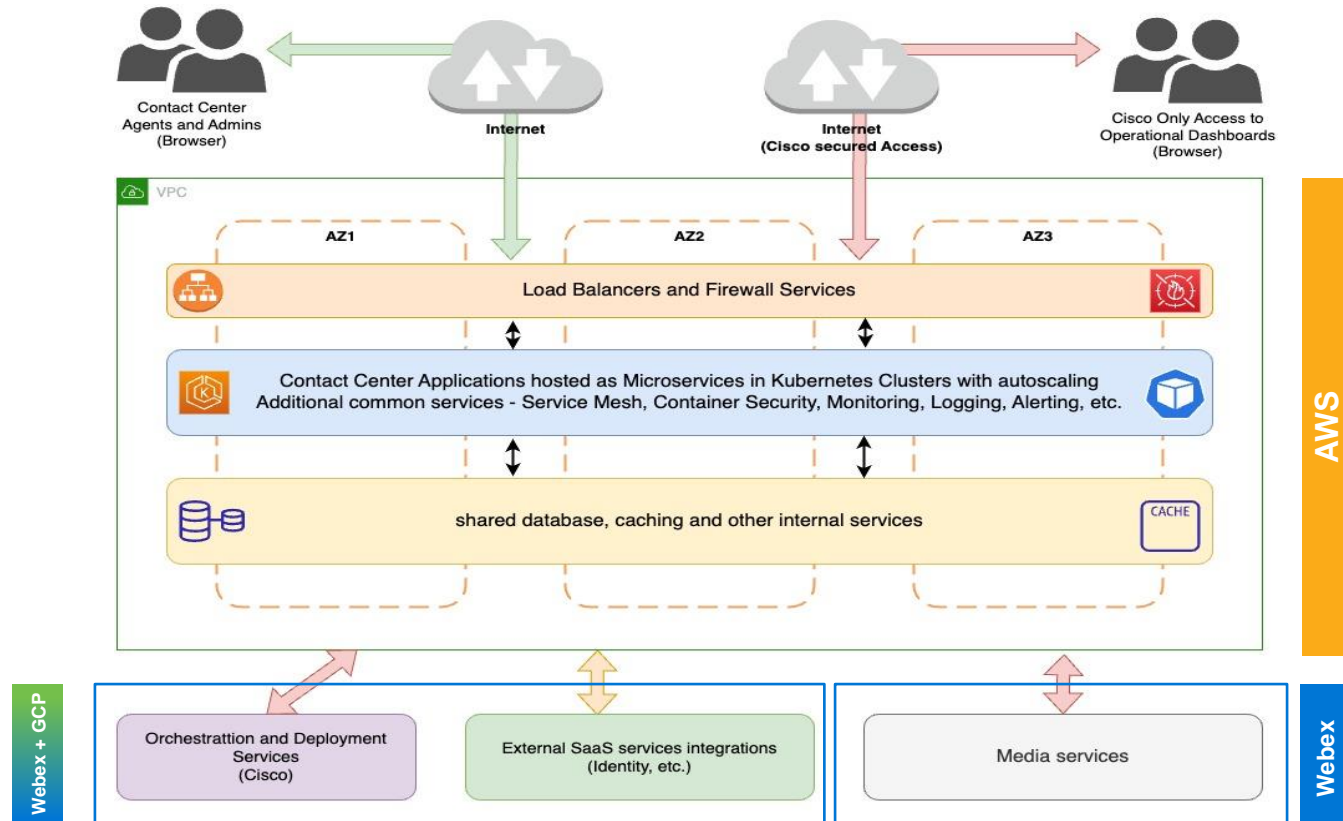 Contact Center
Agents and Admins
(Browser)
Internet
Internet
(Cisco secured Access)
Cisco Only Access to
Operational Dashboards
(Browser)
VPC
AZ1
AZ2
AZ3
Load Balancers and Firewall Services
Contact Center Applications hosted as Microservices in Kubernetes Clusters with autoscaling
Additional common services - Service Mesh, Container Security, Monitoring, Logging, Alerting, etc.
K
shared database, caching and other internal services
CACHE
AWS
Webex + GCP
Orchestrattion and Deployment
Services
(Cisco)
External SaaS services integrations
(Identity, etc.)
Media services
Webex